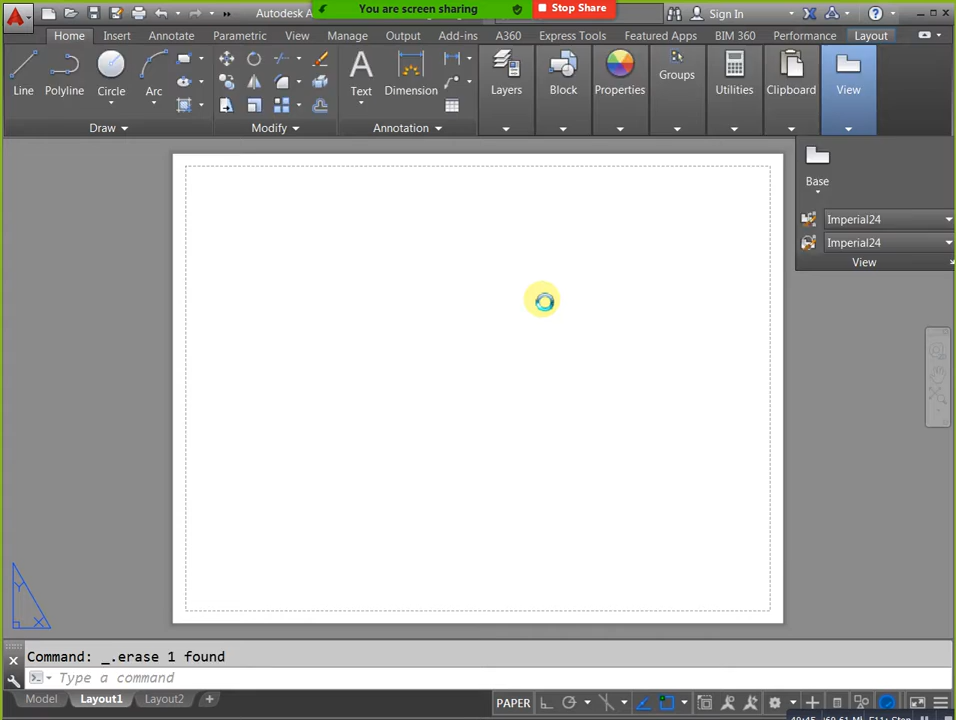 Autodesk A
You are screen sharing
Stop Share
Sign In
Home Insert Annotate Parametric View Manage Output Add-ins A360 Express Tools Featured Apps BIM 360 Performance Layout
Line Polyline Circle Arc Text Dimension Layers Block Properties Groups Utilities Clipboard View
Draw Modify Annotation
Base
Imperial24
Imperial24
View
Y
X
Command: _.erase 1 found
Type a command
Model Layout1 Layout2 +
PAPER